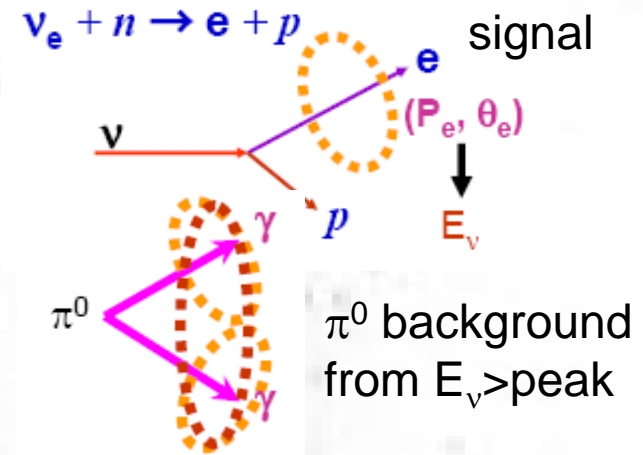 νe + n → e + p
signal
e
(Pe, θe)
ν
p
Eν
γ
π0
π0 background
from Eν>peak
γ